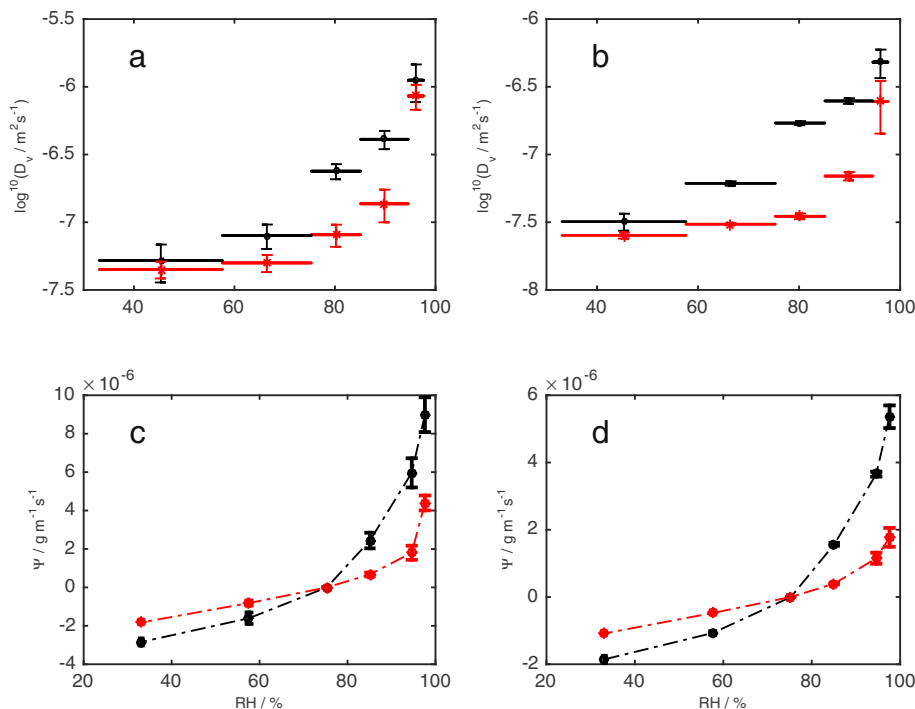 -5.5
-6
-6.5
-7
-7.5
a
log¹⁰(Dᵥ / m²s⁻¹)
40 60 80 100
-6
-6.5
-7
-7.5
-8
b
log¹⁰(Dᵥ / m²s⁻¹)
40 60 80 100
× 10⁻⁶
10
8
6
4
2
0
-2
-4
c
Ψ / g m⁻¹s⁻¹
20 40 60 80 100
RH / %
× 10⁻⁶
6
4
2
0
-2
d
Ψ / g m⁻¹s⁻¹
20 40 60 80 100
RH / %